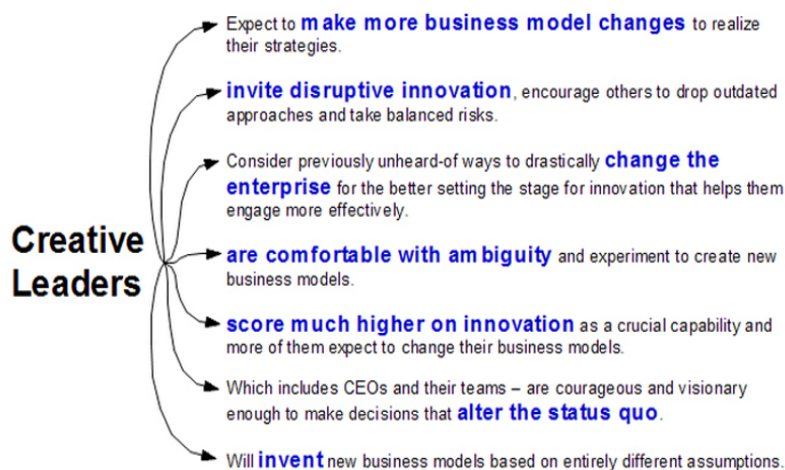 Expect to make more business model changes to realize
their strategies.
invite disruptive innovation, encourage others to drop outdated
approaches and take balanced risks.
Consider previously unheard-of ways to drastically change the
enterprise for the better setting the stage for innovation that helps them
engage more effectively.
Creative
Leaders
are comfortable with ambiguity and experiment to create new
business models.
score much higher on innovation as a crucial capability and
more of them expect to change their business models.
Which includes CEOs and their teams – are courageous and visionary
enough to make decisions that alter the status quo.
Will invent new business models based on entirely different assumptions.